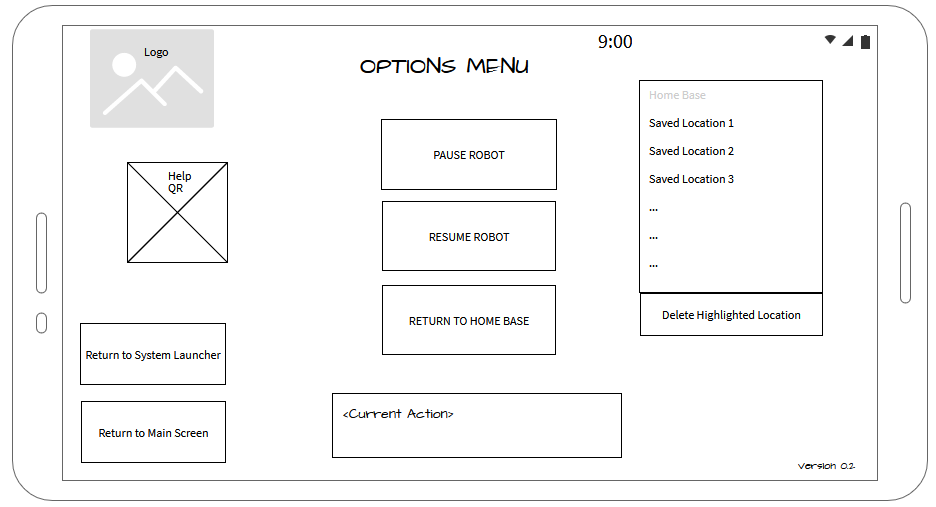 Logo
9:00
OPTIONS MENU
Home Base
Saved Location 1
Saved Location 2
Saved Location 3
...
...
...
Delete Highlighted Location
PAUSE ROBOT
RESUME ROBOT
RETURN TO HOME BASE
Help
QR
Return to System Launcher
Return to Main Screen
<Current Action>
Version 0.2